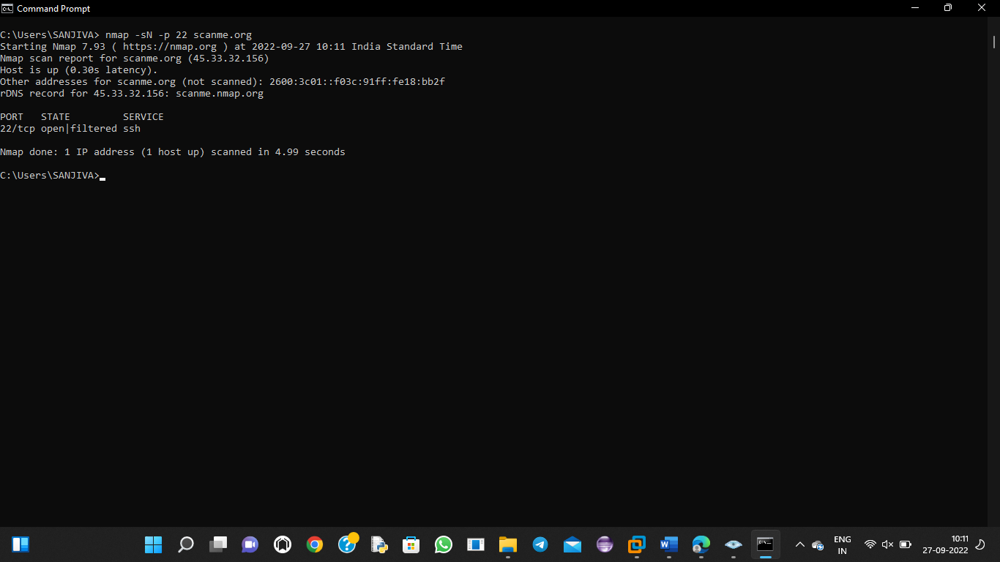 Command Prompt
C:\Users\SANJIVA> nmap -sN -p 22 scanme.org
Starting Nmap 7.93 ( https://nmap.org ) at 2022-09-27 10:11 India Standard Time
Nmap scan report for scanme.org (45.33.32.156)
Host is up (0.30s latency).
Other addresses for scanme.org (not scanned): 2600:3c01::f03c:91ff:fe18:bb2f
rDNS record for 45.33.32.156: scanme.nmap.org
PORT   STATE         SERVICE
22/tcp open|filtered ssh
Nmap done: 1 IP address (1 host up) scanned in 4.99 seconds
C:\Users\SANJIVA>
ENG
IN
10:11
27-09-2022